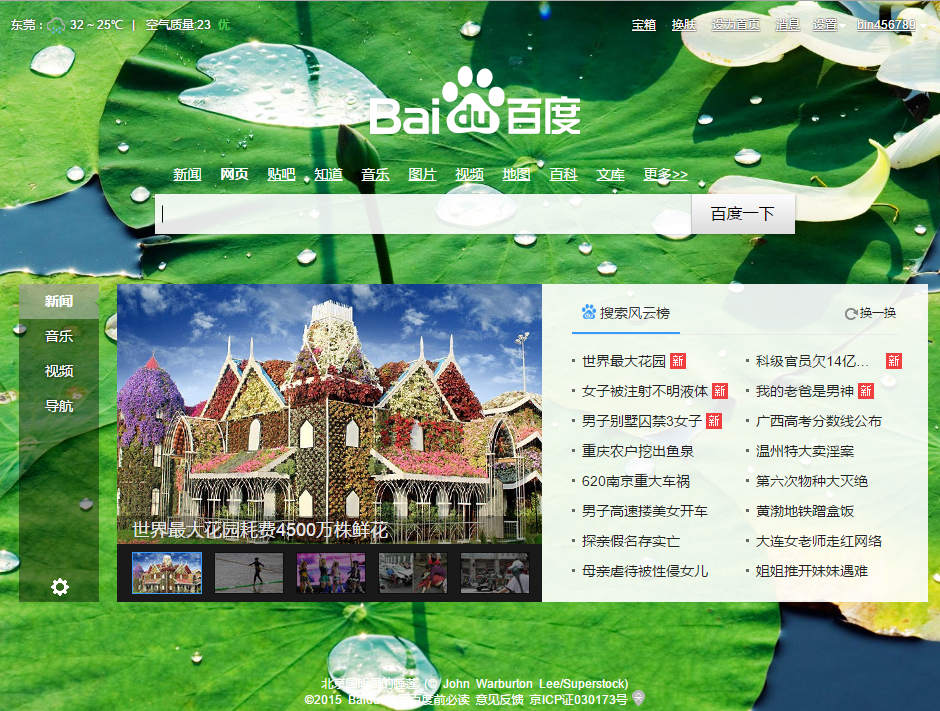 东莞： 32 ~ 25℃ | 空气质量:23 优
宝箱 换肤 设为首页 消息 设置 bin456789
Bai du 百度
新闻 网页 贴吧 知道 音乐 图片 视频 地图 百科 文库 更多>>
百度一下
新闻
音乐
视频
导航
世界最大花园耗费4500万株鲜花
搜索风云榜 换一换
世界最大花园 新 科级官员欠14亿... 新
女子被注射不明液体 新 我的老爸是男神 新
男子别墅囚禁3女子 新 广西高考分数线公布
重庆农户挖出鱼泉 温州特大卖淫案
620南京重大车祸 第六次物种大灭绝
男子高速搂美女开车 黄渤地铁蹭盒饭
探亲假名存实亡 大连女老师走红网络
母亲虐待被性侵女儿 姐姐推开妹妹遇难
(© John Warburton Lee/Superstock)
©2015 Baidu 使用百度前必读 意见反馈 京ICP证030173号